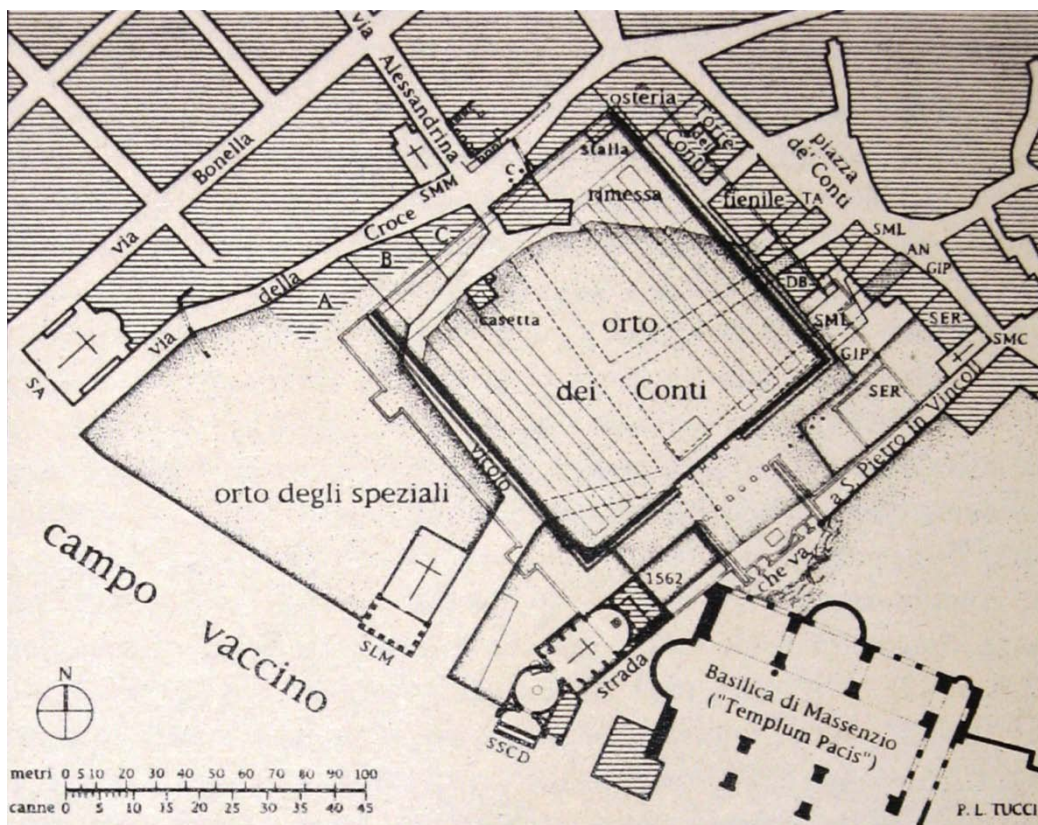 via
Alessandrina
via Bonella
osteria
Torre
dei
Conti
piazza
de' Conti
stalla
C
C
SMM
rimessa
fienile
TA
SML
AN
GIP
via della Croce
C
B
A
DB
SML
SER
SMC
casetta
orto
GIP
dei Conti
SER
SA
vicolo
orto degli speziali
strada che va a S. Pietro in Vincoli
campo
vaccino
1562
SLM
Basilica di Massenzio
("Templum Pacis")
N
SSCD
metri 0 5 10 20 30 40 50 60 70 80 90 100
canne 0 5 10 15 20 25 30 35 40 45
P. L. TUCCI